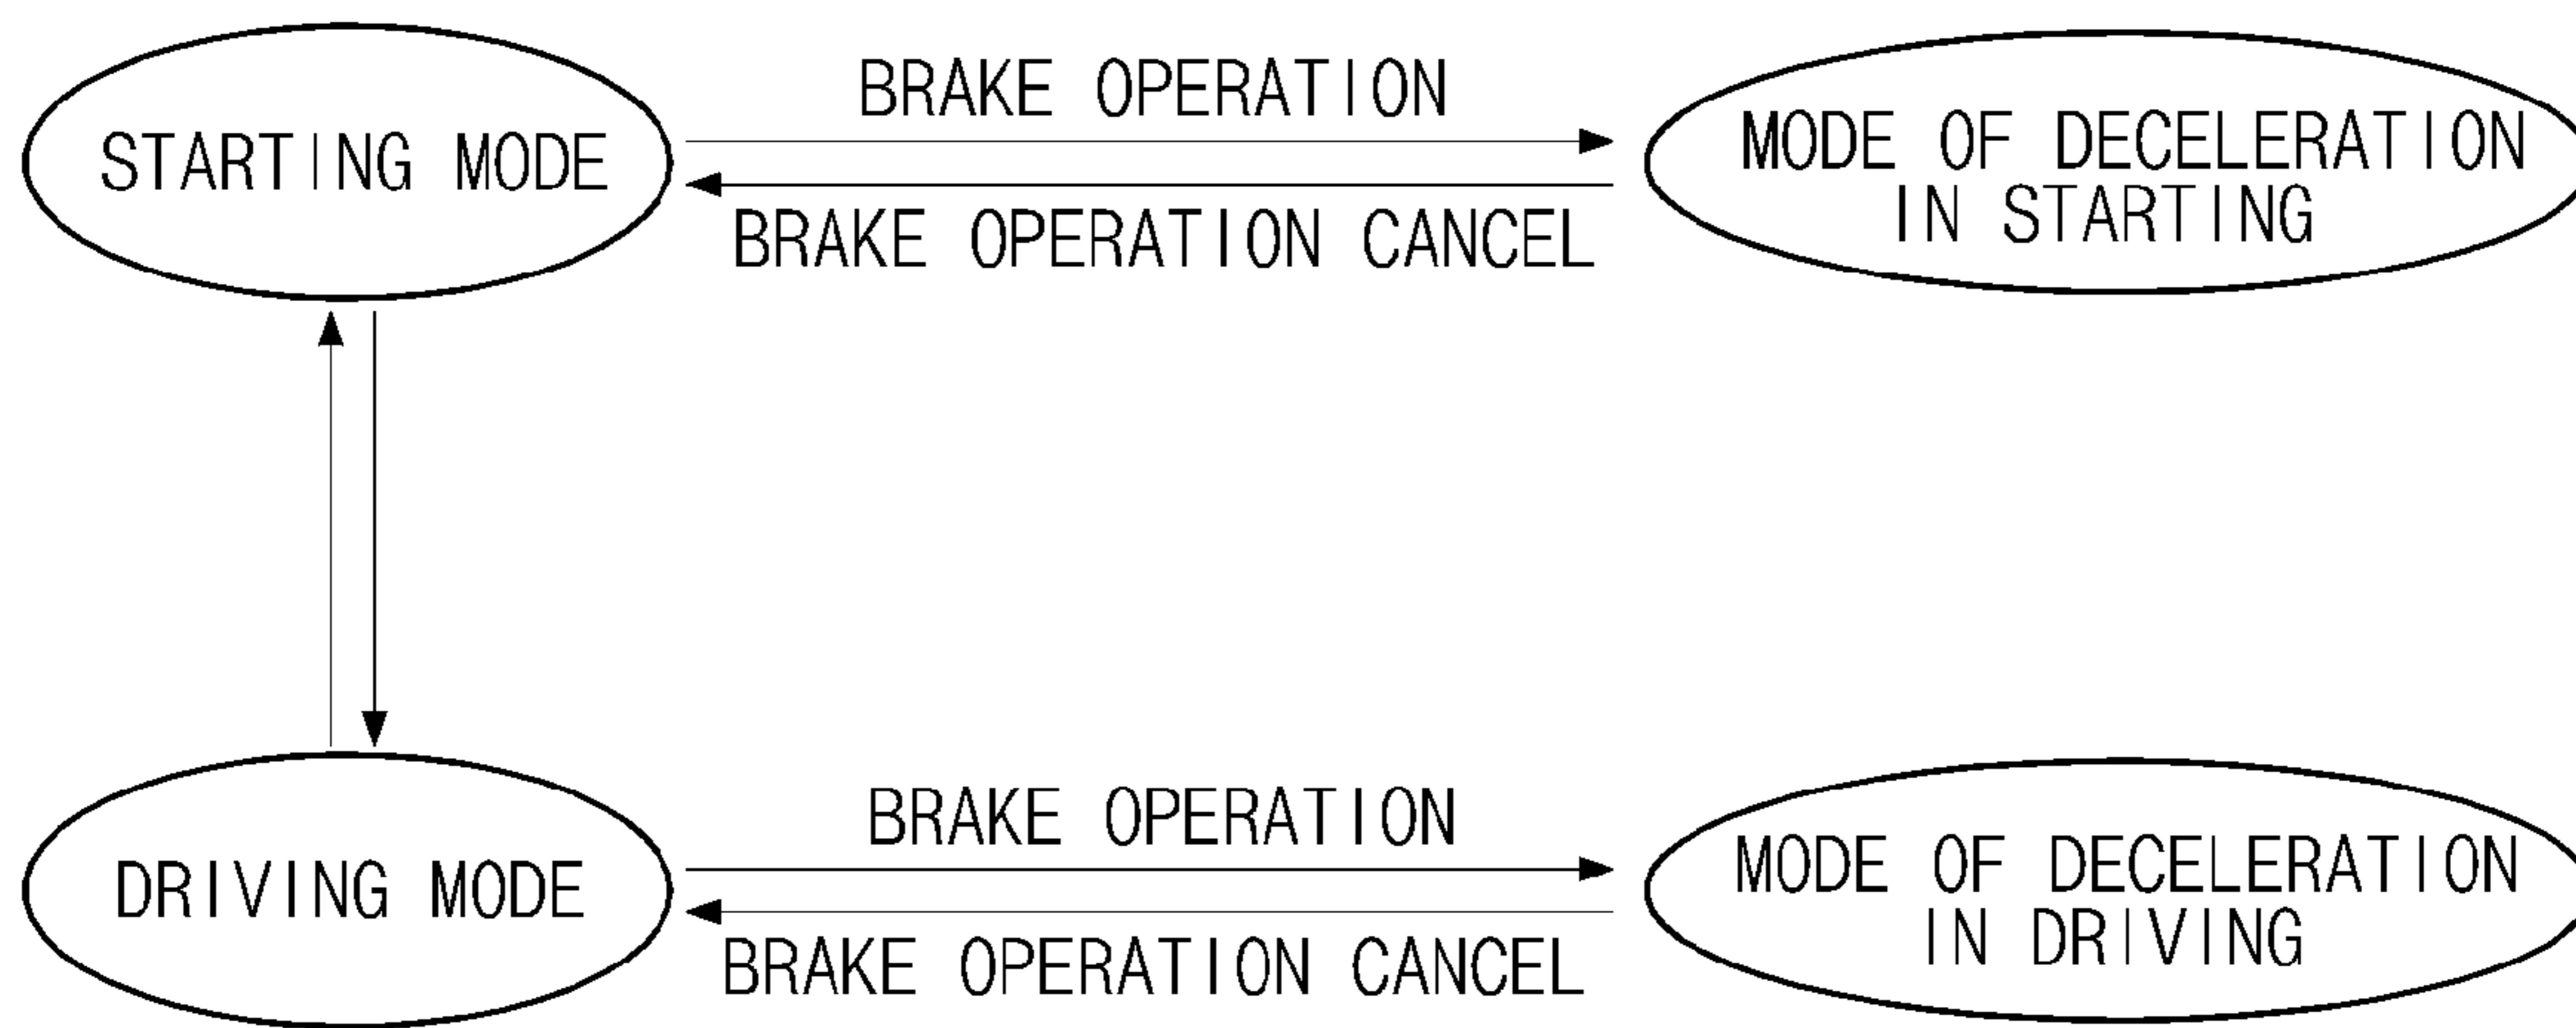 BRAKE OPERATION
STARTING MODE
BRAKE OPERATION CANCEL
MODE OF DECELERATION
IN STARTING
BRAKE OPERATION
DRIVING MODE
BRAKE OPERATION CANCEL
MODE OF DECELERATION
IN DRIVING